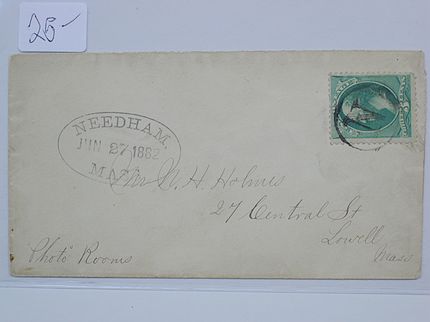 25-
NEEDHAM.
JUN 27 1882
MASS.
Mr N. H. Holmes
27 Central St
Lowell
Mass
"Photo" Rooms